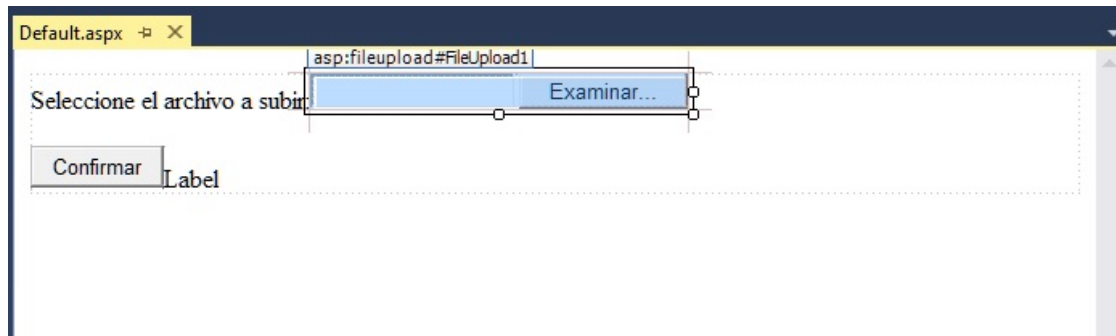 Default.aspx
asp:fileupload#FileUpload1
Seleccione el archivo a subir Examinar...
Confirmar Label